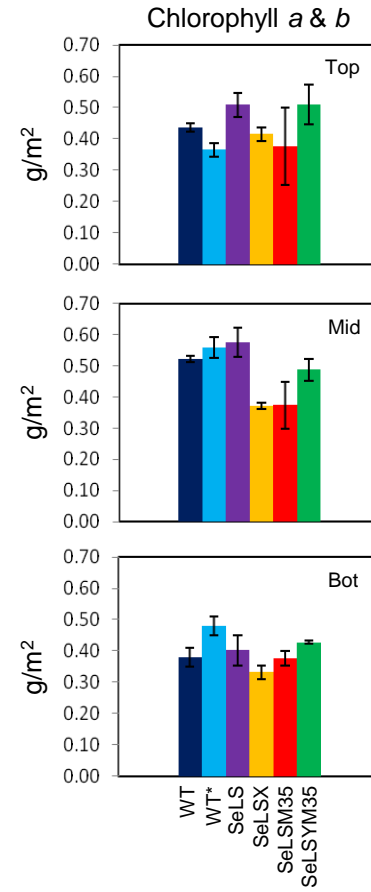 Chlorophyll a & b
Top
g/m²
0.70
0.60
0.50
0.40
0.30
0.20
0.10
0.00
Mid
g/m²
0.70
0.60
0.50
0.40
0.30
0.20
0.10
0.00
Bot
g/m²
0.70
0.60
0.50
0.40
0.30
0.20
0.10
0.00
WT
WT*
SeLS
SeLSX
SeLSM35
SeLSYM35